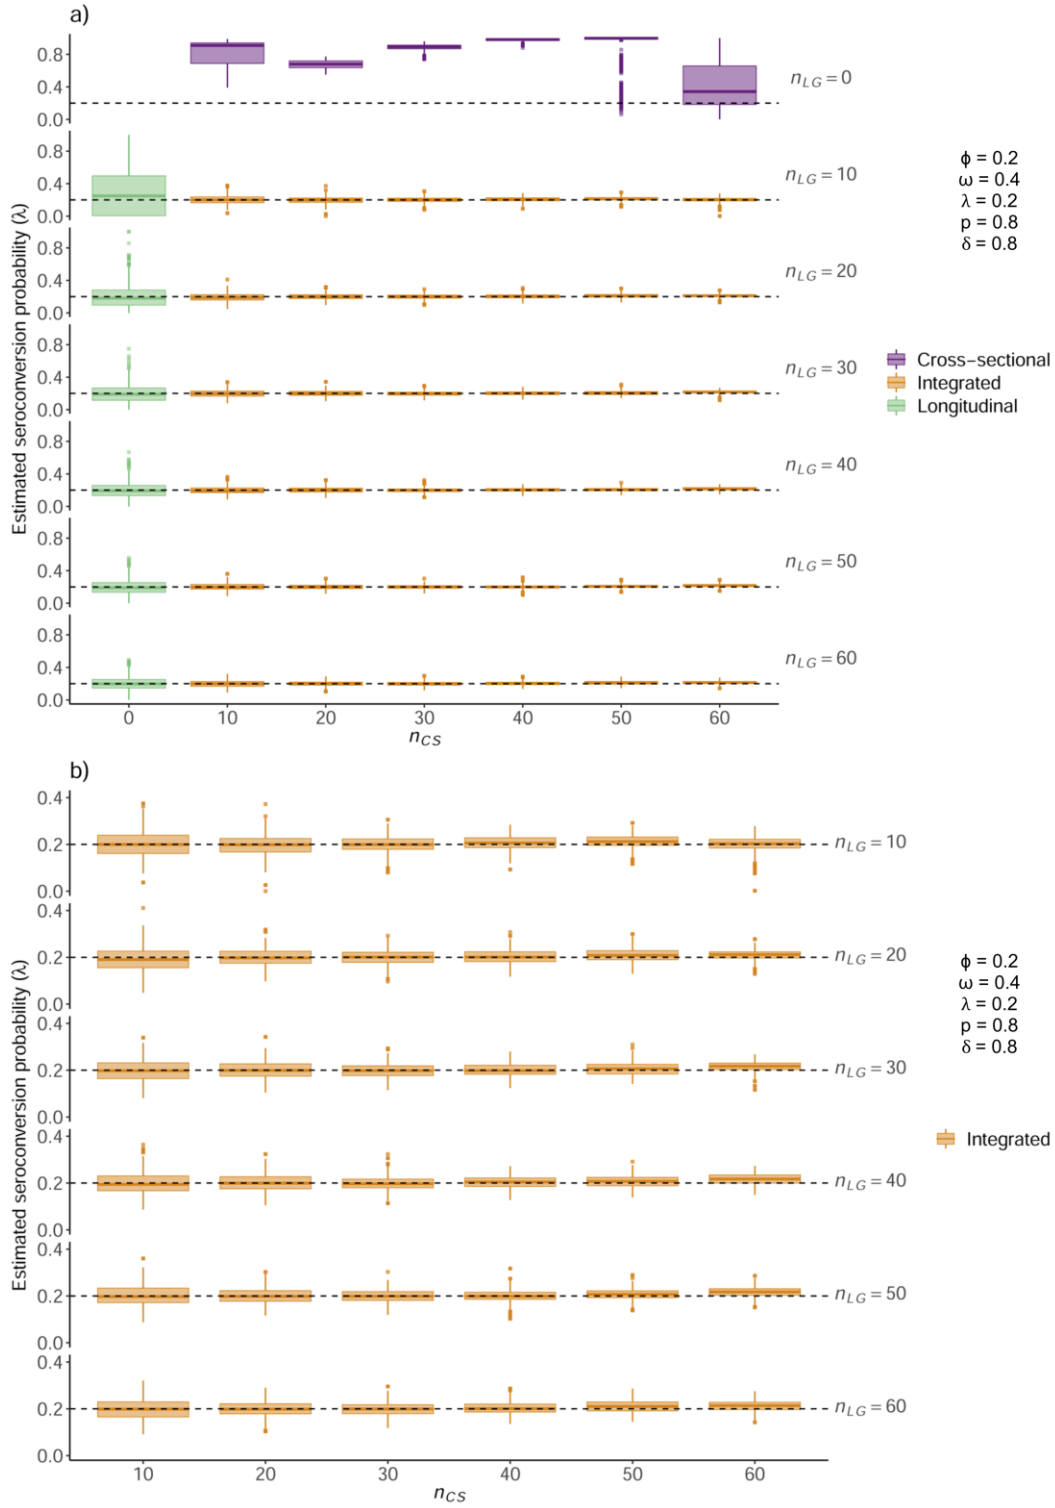 a)
0.8
0.4
0.0
n_LG = 0
0.8
0.4
0.0
n_LG = 10
ϕ = 0.2
ω = 0.4
λ = 0.2
p = 0.8
δ = 0.8
0.8
0.4
0.0
n_LG = 20
0.8
0.4
0.0
n_LG = 30
Cross−sectional
Integrated
Longitudinal
0.8
0.4
0.0
n_LG = 40
0.8
0.4
0.0
n_LG = 50
0.8
0.4
0.0
n_LG = 60
Estimated seroconversion probability (λ)
0 10 20 30 40 50 60
n_CS
b)
0.4
0.2
0.0
n_LG = 10
0.4
0.2
0.0
n_LG = 20
ϕ = 0.2
ω = 0.4
λ = 0.2
p = 0.8
δ = 0.8
0.4
0.2
0.0
n_LG = 30
Integrated
0.4
0.2
0.0
n_LG = 40
0.4
0.2
0.0
n_LG = 50
0.4
0.2
0.0
n_LG = 60
Estimated seroconversion probability (λ)
10 20 30 40 50 60
n_CS